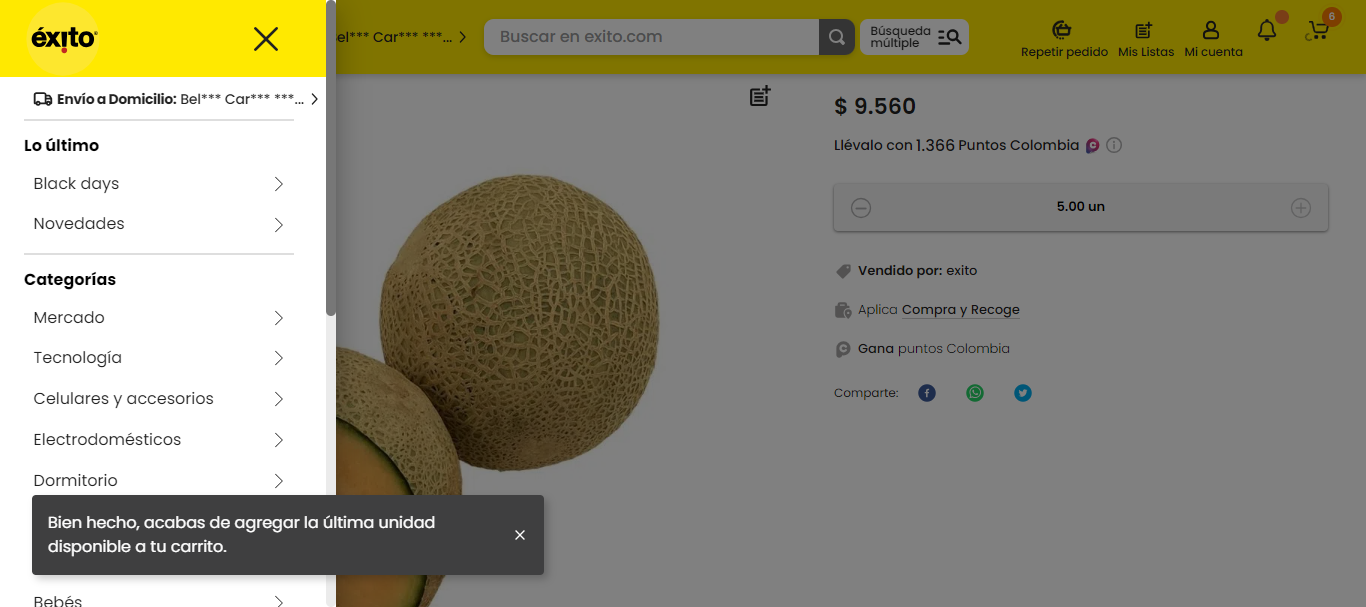 éxito
Envío a Domicilio: Bel*** Car*** ***...
Lo último
Black days
Novedades
Categorías
Mercado
Tecnología
Celulares y accesorios
Electrodomésticos
Dormitorio
Bebés
Bien hecho, acabas de agregar la última unidad
disponible a tu carrito.
el*** Car*** ***...
Buscar en exito.com
Búsqueda
múltiple
Repetir pedido
Mis Listas
Mi cuenta
6
$ 9.560
Llévalo con 1.366 Puntos Colombia
5.00 un
Vendido por: exito
Aplica Compra y Recoge
Gana puntos Colombia
Comparte: